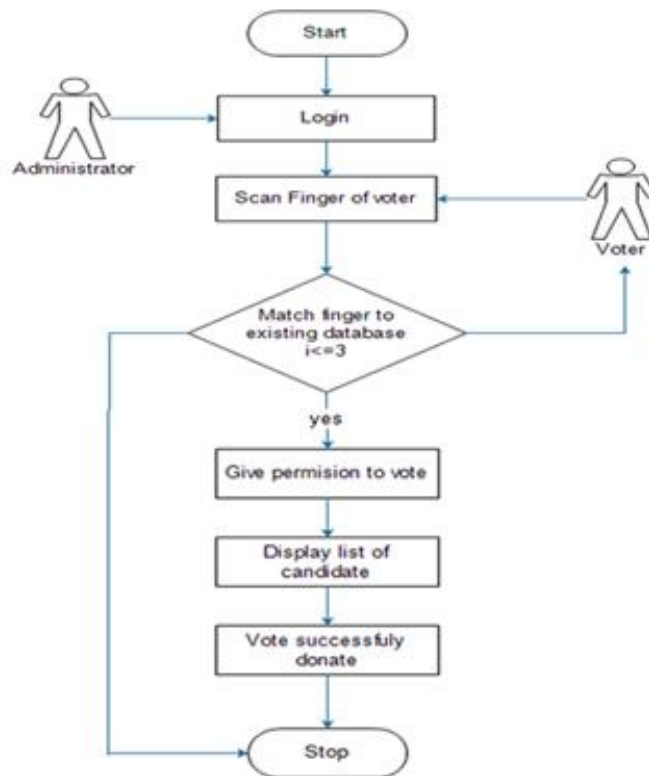 Start
Login
Administrator
Scan Finger of voter
Voter
Match finger to
existing database
i<=3
yes
Give permision to vote
Display list of
candidate
Vote successfuly
donate
Stop